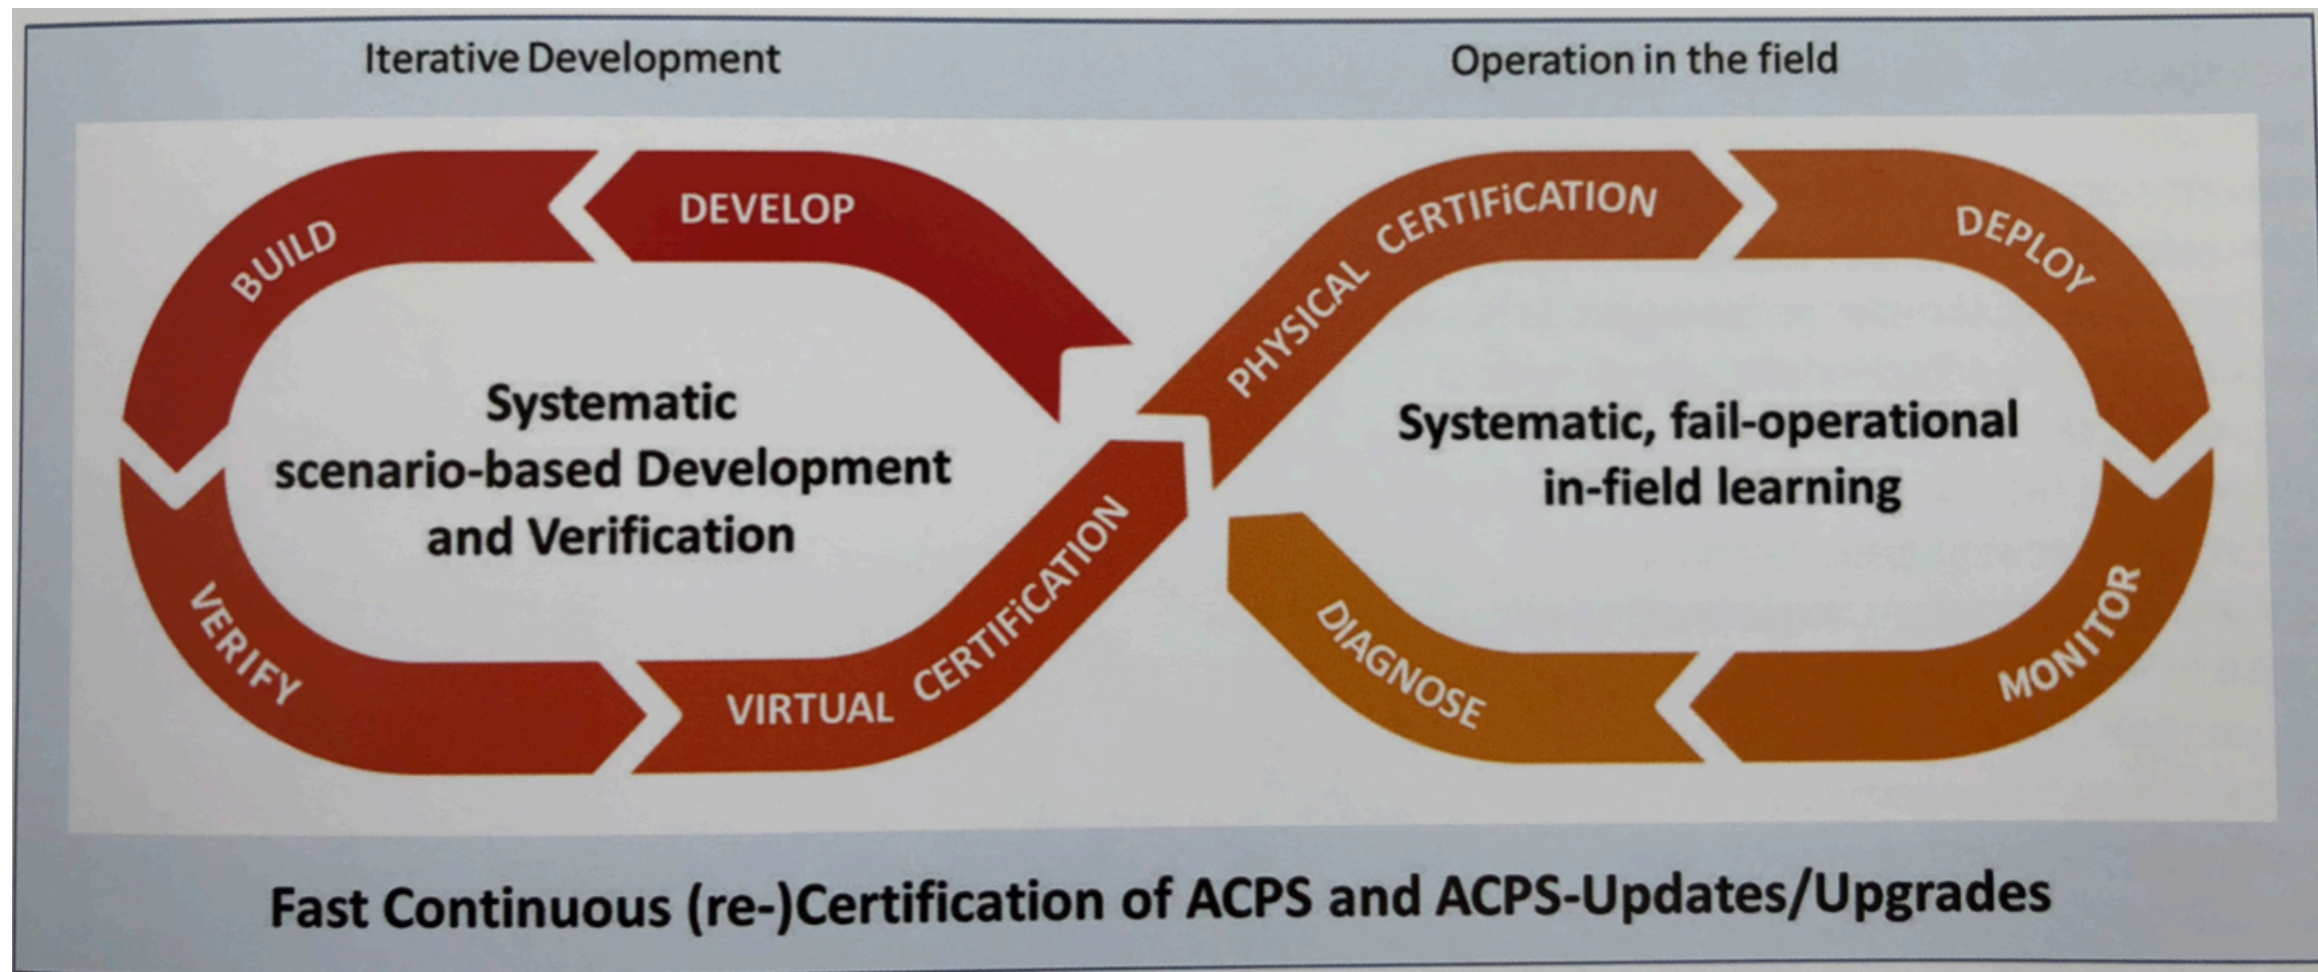 Iterative Development
Operation in the field
DEVELOP
BUILD
VERIFY
VIRTUAL CERTIFiCATION
PHYSICAL CERTIFiCATION
DEPLOY
MONITOR
DIAGNOSE
Systematic
scenario-based Development
and Verification
Systematic, fail-operational
in-field learning
Fast Continuous (re-)Certification of ACPS and ACPS-Updates/Upgrades